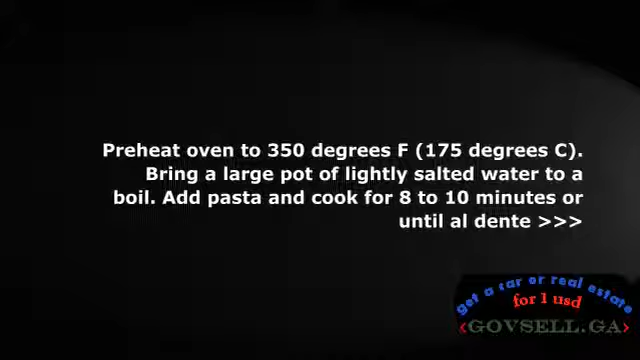 Preheat oven to 350 degrees F (175 degrees C).
Bring a large pot of lightly salted water to a
boil. Add pasta and cook for 8 to 10 minutes or
until al dente >>>
get a car or real estate
for 1 usd
<GOVSELL.GA>